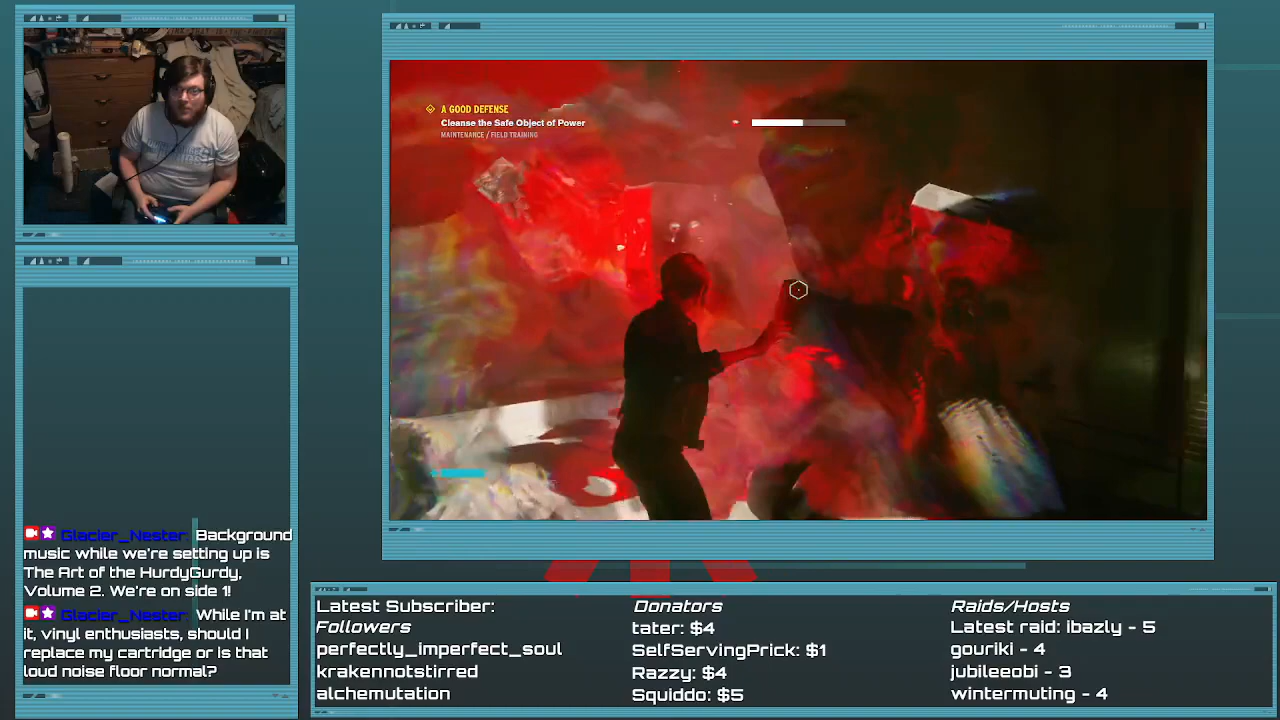 A GOOD DEFENSE
Cleanse the Safe Object of Power
MAINTENANCE / FIELD TRAINING
Glacier_Nester: Background
music while we're setting up is
The Art of the HurdyGurdy,
Volume 2. We're on side 1!
Glacier_Nester: While I'm at
it, vinyl enthusiasts, should I
replace my cartridge or is that
loud noise floor normal?
Latest Subscriber:
Followers
perfectly_imperfect_soul
krakennotstirred
alchemutation
Donators
tater: $4
SelfServingPrick: $1
Razzy: $4
Squiddo: $5
Raids/Hosts
Latest raid: ibazly - 5
gouriki - 4
jubileeobi - 3
wintermuting - 4